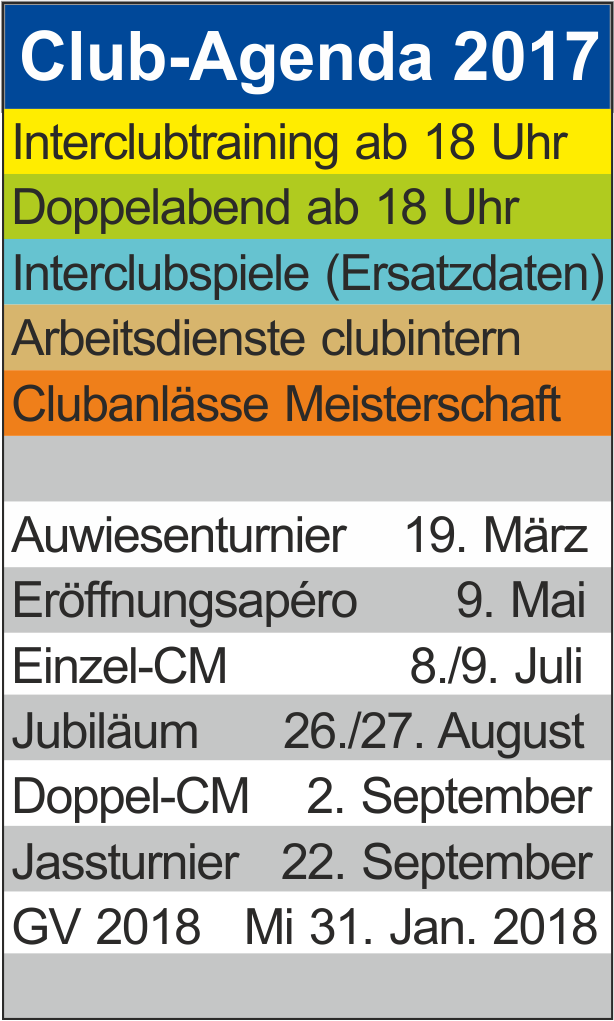 Club-Agenda 2017
Interclubtraining ab 18 Uhr
Doppelabend ab 18 Uhr
Interclubspiele (Ersatzdaten)
Arbeitsdienste clubintern
Clubanlässe Meisterschaft
Auwiesenturnier 19. März
Eröffnungsapéro 9. Mai
Einzel-CM 8./9. Juli
Jubiläum 26./27. August
Doppel-CM 2. September
Jassturnier 22. September
GV 2018 Mi 31. Jan. 2018